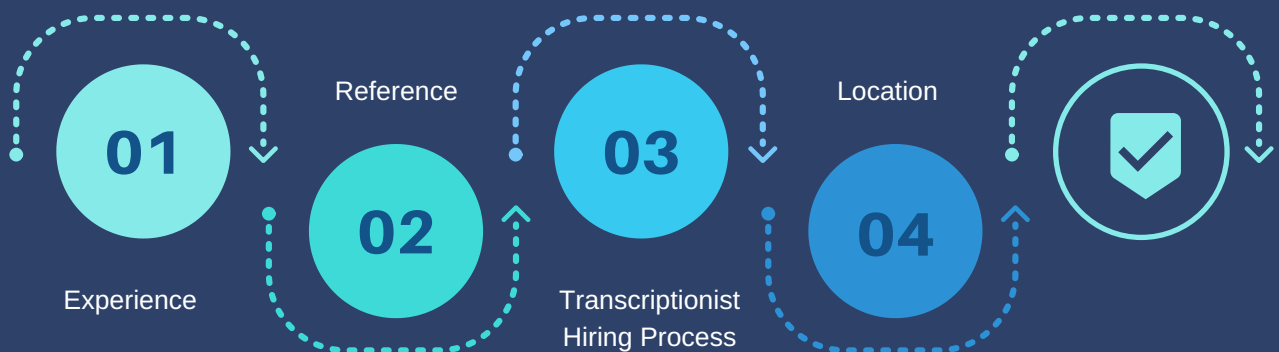 01
Experience
Reference
02
03
Transcriptionist
Hiring Process
Location
04